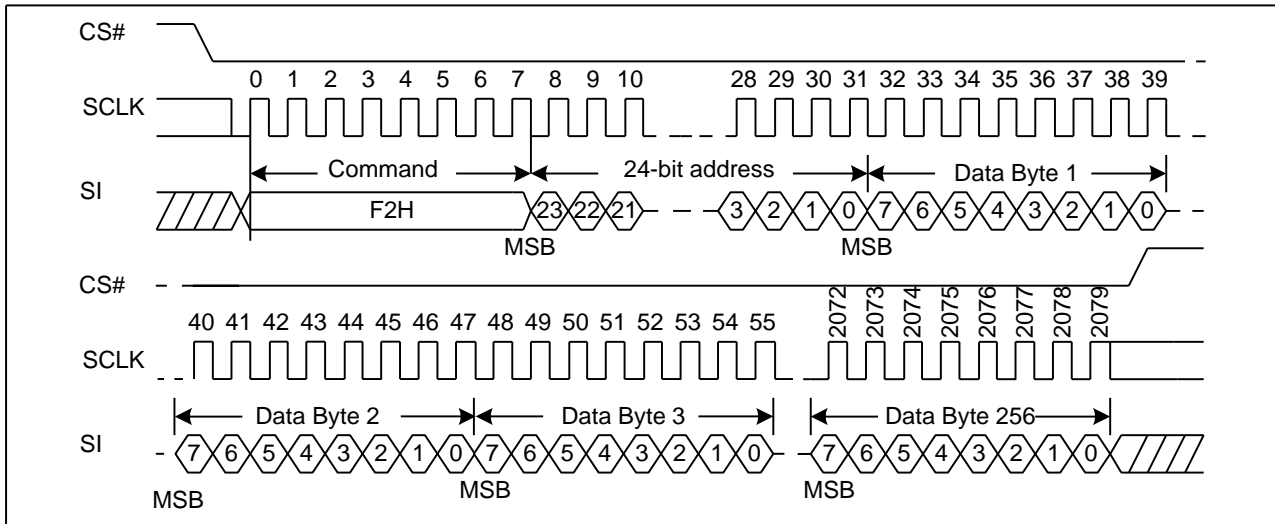 CS#
0 1 2 3 4 5 6 7 8 9 10 28 29 30 31 32 33 34 35 36 37 38 39
SCLK
Command 24-bit address Data Byte 1
SI
F2H 23 22 21 3 2 1 0 7 6 5 4 3 2 1 0
MSB MSB
CS#
40 41 42 43 44 45 46 47 48 49 50 51 52 53 54 55 2072 2073 2074 2075 2076 2077 2078 2079
SCLK
Data Byte 2 Data Byte 3 Data Byte 256
SI
7 6 5 4 3 2 1 0 7 6 5 4 3 2 1 0 7 6 5 4 3 2 1 0
MSB MSB MSB